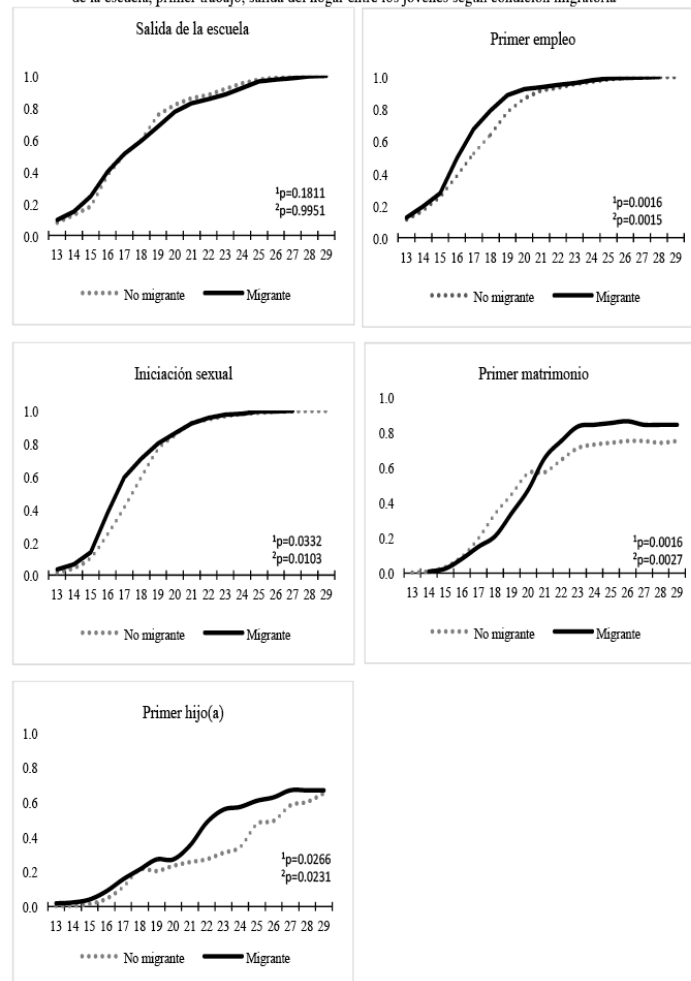 de la escuela, primer trabajo, salida del hogar entre los jóvenes según condición migratoria
Salida de la escuela
1.0
0.8
0.6
0.4
0.2
0.0
¹p=0.1811
²p=0.9951
13 14 15 16 17 18 19 20 21 22 23 24 25 26 27 28 29
No migrante Migrante
Primer empleo
1.0
0.8
0.6
0.4
0.2
0.0
¹p=0.0016
²p=0.0015
13 14 15 16 17 18 19 20 21 22 23 24 25 26 27 28 29
No migrante Migrante
Iniciación sexual
1.0
0.8
0.6
0.4
0.2
0.0
¹p=0.0332
²p=0.0103
13 14 15 16 17 18 19 20 21 22 23 24 25 26 27 28 29
No migrante Migrante
Primer matrimonio
1.0
0.8
0.6
0.4
0.2
0.0
¹p=0.0016
²p=0.0027
13 14 15 16 17 18 19 20 21 22 23 24 25 26 27 28 29
No migrante Migrante
Primer hijo(a)
1.0
0.8
0.6
0.4
0.2
0.0
¹p=0.0266
²p=0.0231
13 14 15 16 17 18 19 20 21 22 23 24 25 26 27 28 29
No migrante Migrante